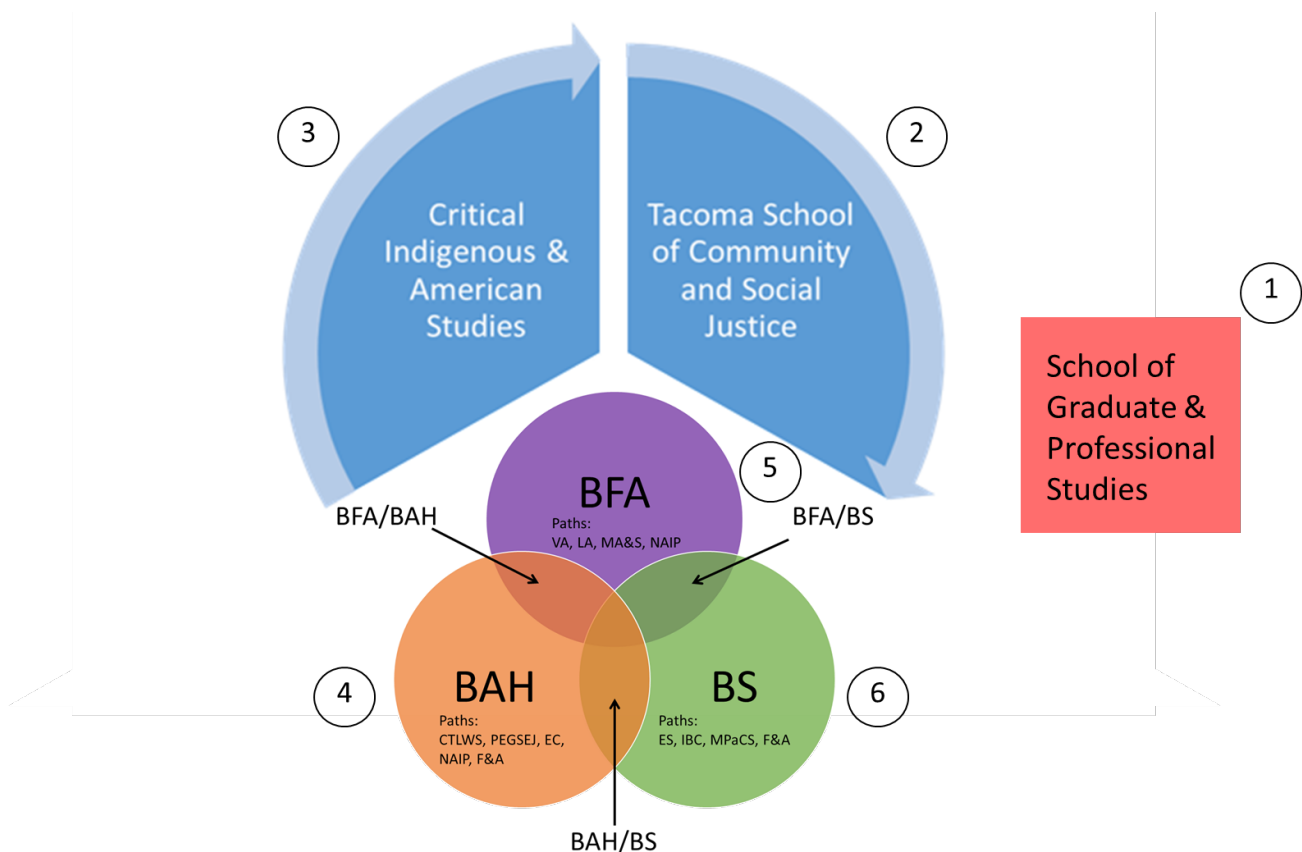 3
2
Critical
Indigenous &
American
Studies
Tacoma School
of Community
and Social
Justice
1
School of
Graduate &
Professional
Studies
5
BFA
Paths:
VA, LA, MA&S, NAIP
BFA/BAH
BFA/BS
4
BAH
Paths:
CTLWS, PEGSEJ, EC,
NAIP, F&A
BS
Paths:
ES, IBC, MPaCS, F&A
6
BAH/BS